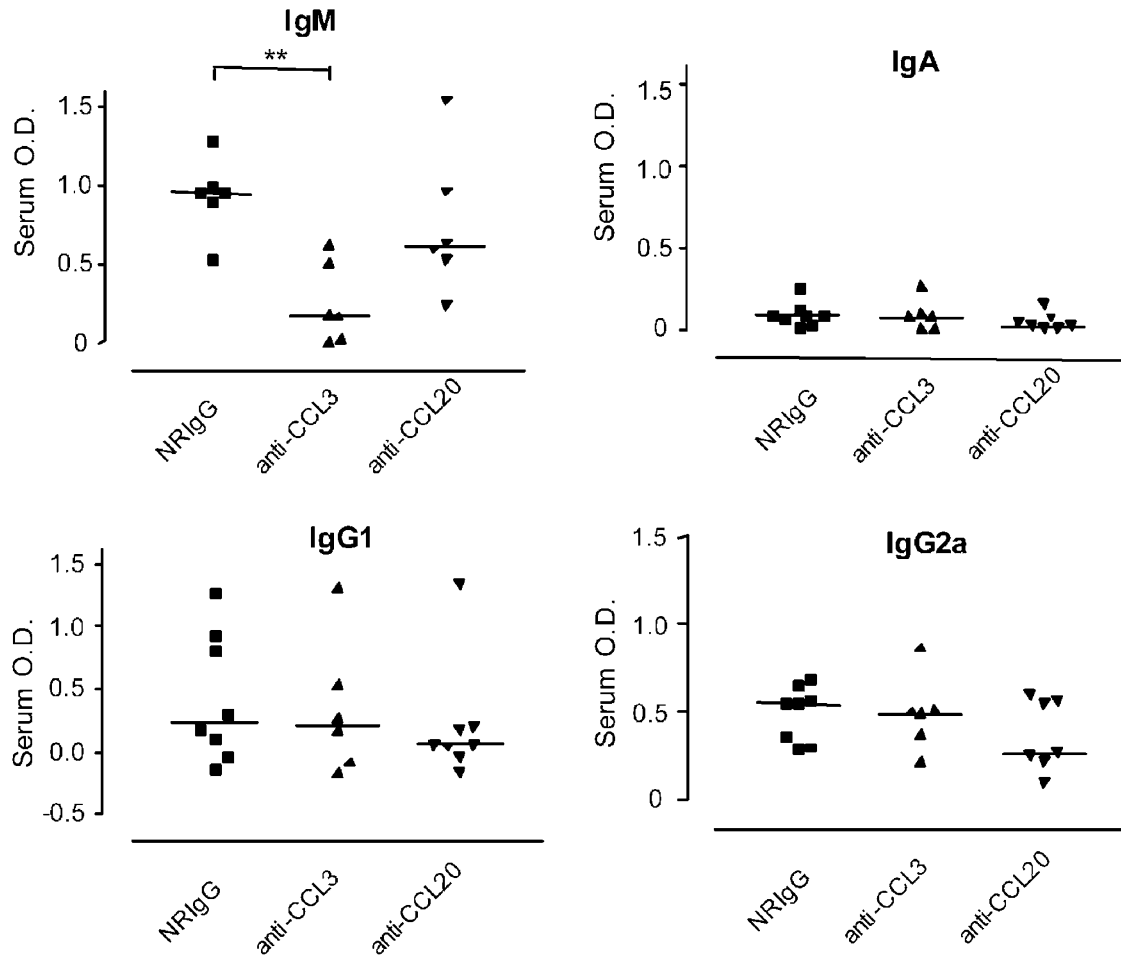 IgM
**
Serum O.D.
1.5
1.0
0.5
0
NRIgG
anti-CCL3
anti-CCL20
IgA
Serum O.D.
1.5
1.0
0.5
0
NRIgG
anti-CCL3
anti-CCL20
IgG1
Serum O.D.
1.5
1.0
0.5
0.0
-0.5
NRIgG
anti-CCL3
anti-CCL20
IgG2a
Serum O.D.
1.5
1.0
0.5
0
NRIgG
anti-CCL3
anti-CCL20